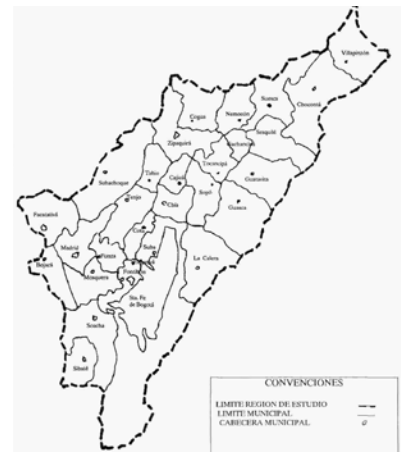 Villapinzón
Suesca
Chocontá
Cogua
Nemocón
Sesquilé
Zipaquirá
Gachancipá
Tocancipá
Guatavita
Subachoque
Tabio
Cajicá
Sopó
Tenjo
Chía
Guasca
Facatativá
Cota
Madrid
Suba
Funza
La Calera
Bojacá
Mosquera
Fontibón
Sta. Fe
de Bogotá
Soacha
Sibaté
CONVENCIONES
LIMITE REGION DE ESTUDIO
LIMITE MUNICIPAL
CABECERA MUNICIPAL